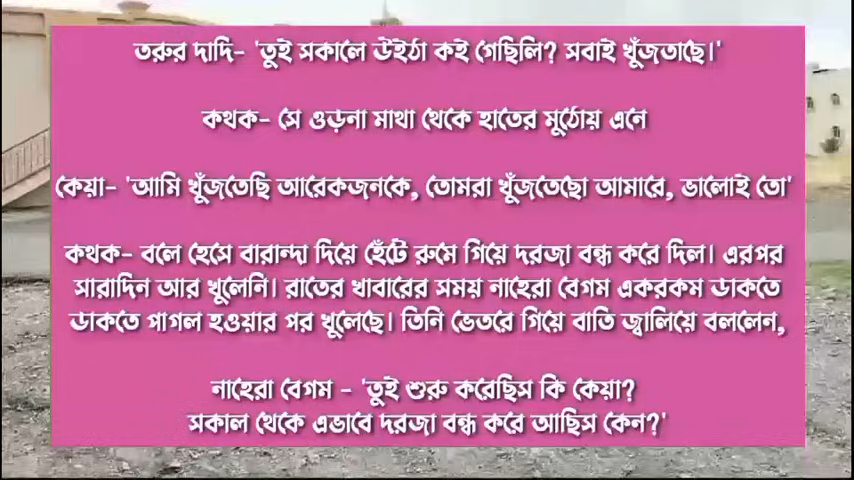 তরুর দাদি- 'তুই সকালে উইঠা কই গেছিলি? সবাই খুঁজতাছে।'
কথক- সে ওড়না মাথা থেকে হাতের মুঠোয় এনে
কেয়া- 'আমি খুঁজতেছি আরেকজনকে, তোমরা খুঁজতেছো আমারে, ভালোই তো'
কথক- বলে হেসে বারান্দা দিয়ে হেঁটে রুমে গিয়ে দরজা বন্ধ করে দিল। এরপর
সারাদিন আর খুলেনি। রাতের খাবারের সময় নাহেরা বেগম একরকম ডাকতে
ডাকতে পাগল হওয়ার পর খুলেছে। তিনি ভেতরে গিয়ে বাতি জ্বালিয়ে বললেন,
নাহেরা বেগম - 'তুই শুরু করেছিস কি কেয়া?
সকাল থেকে এভাবে দরজা বন্ধ করে আছিস কেন?'